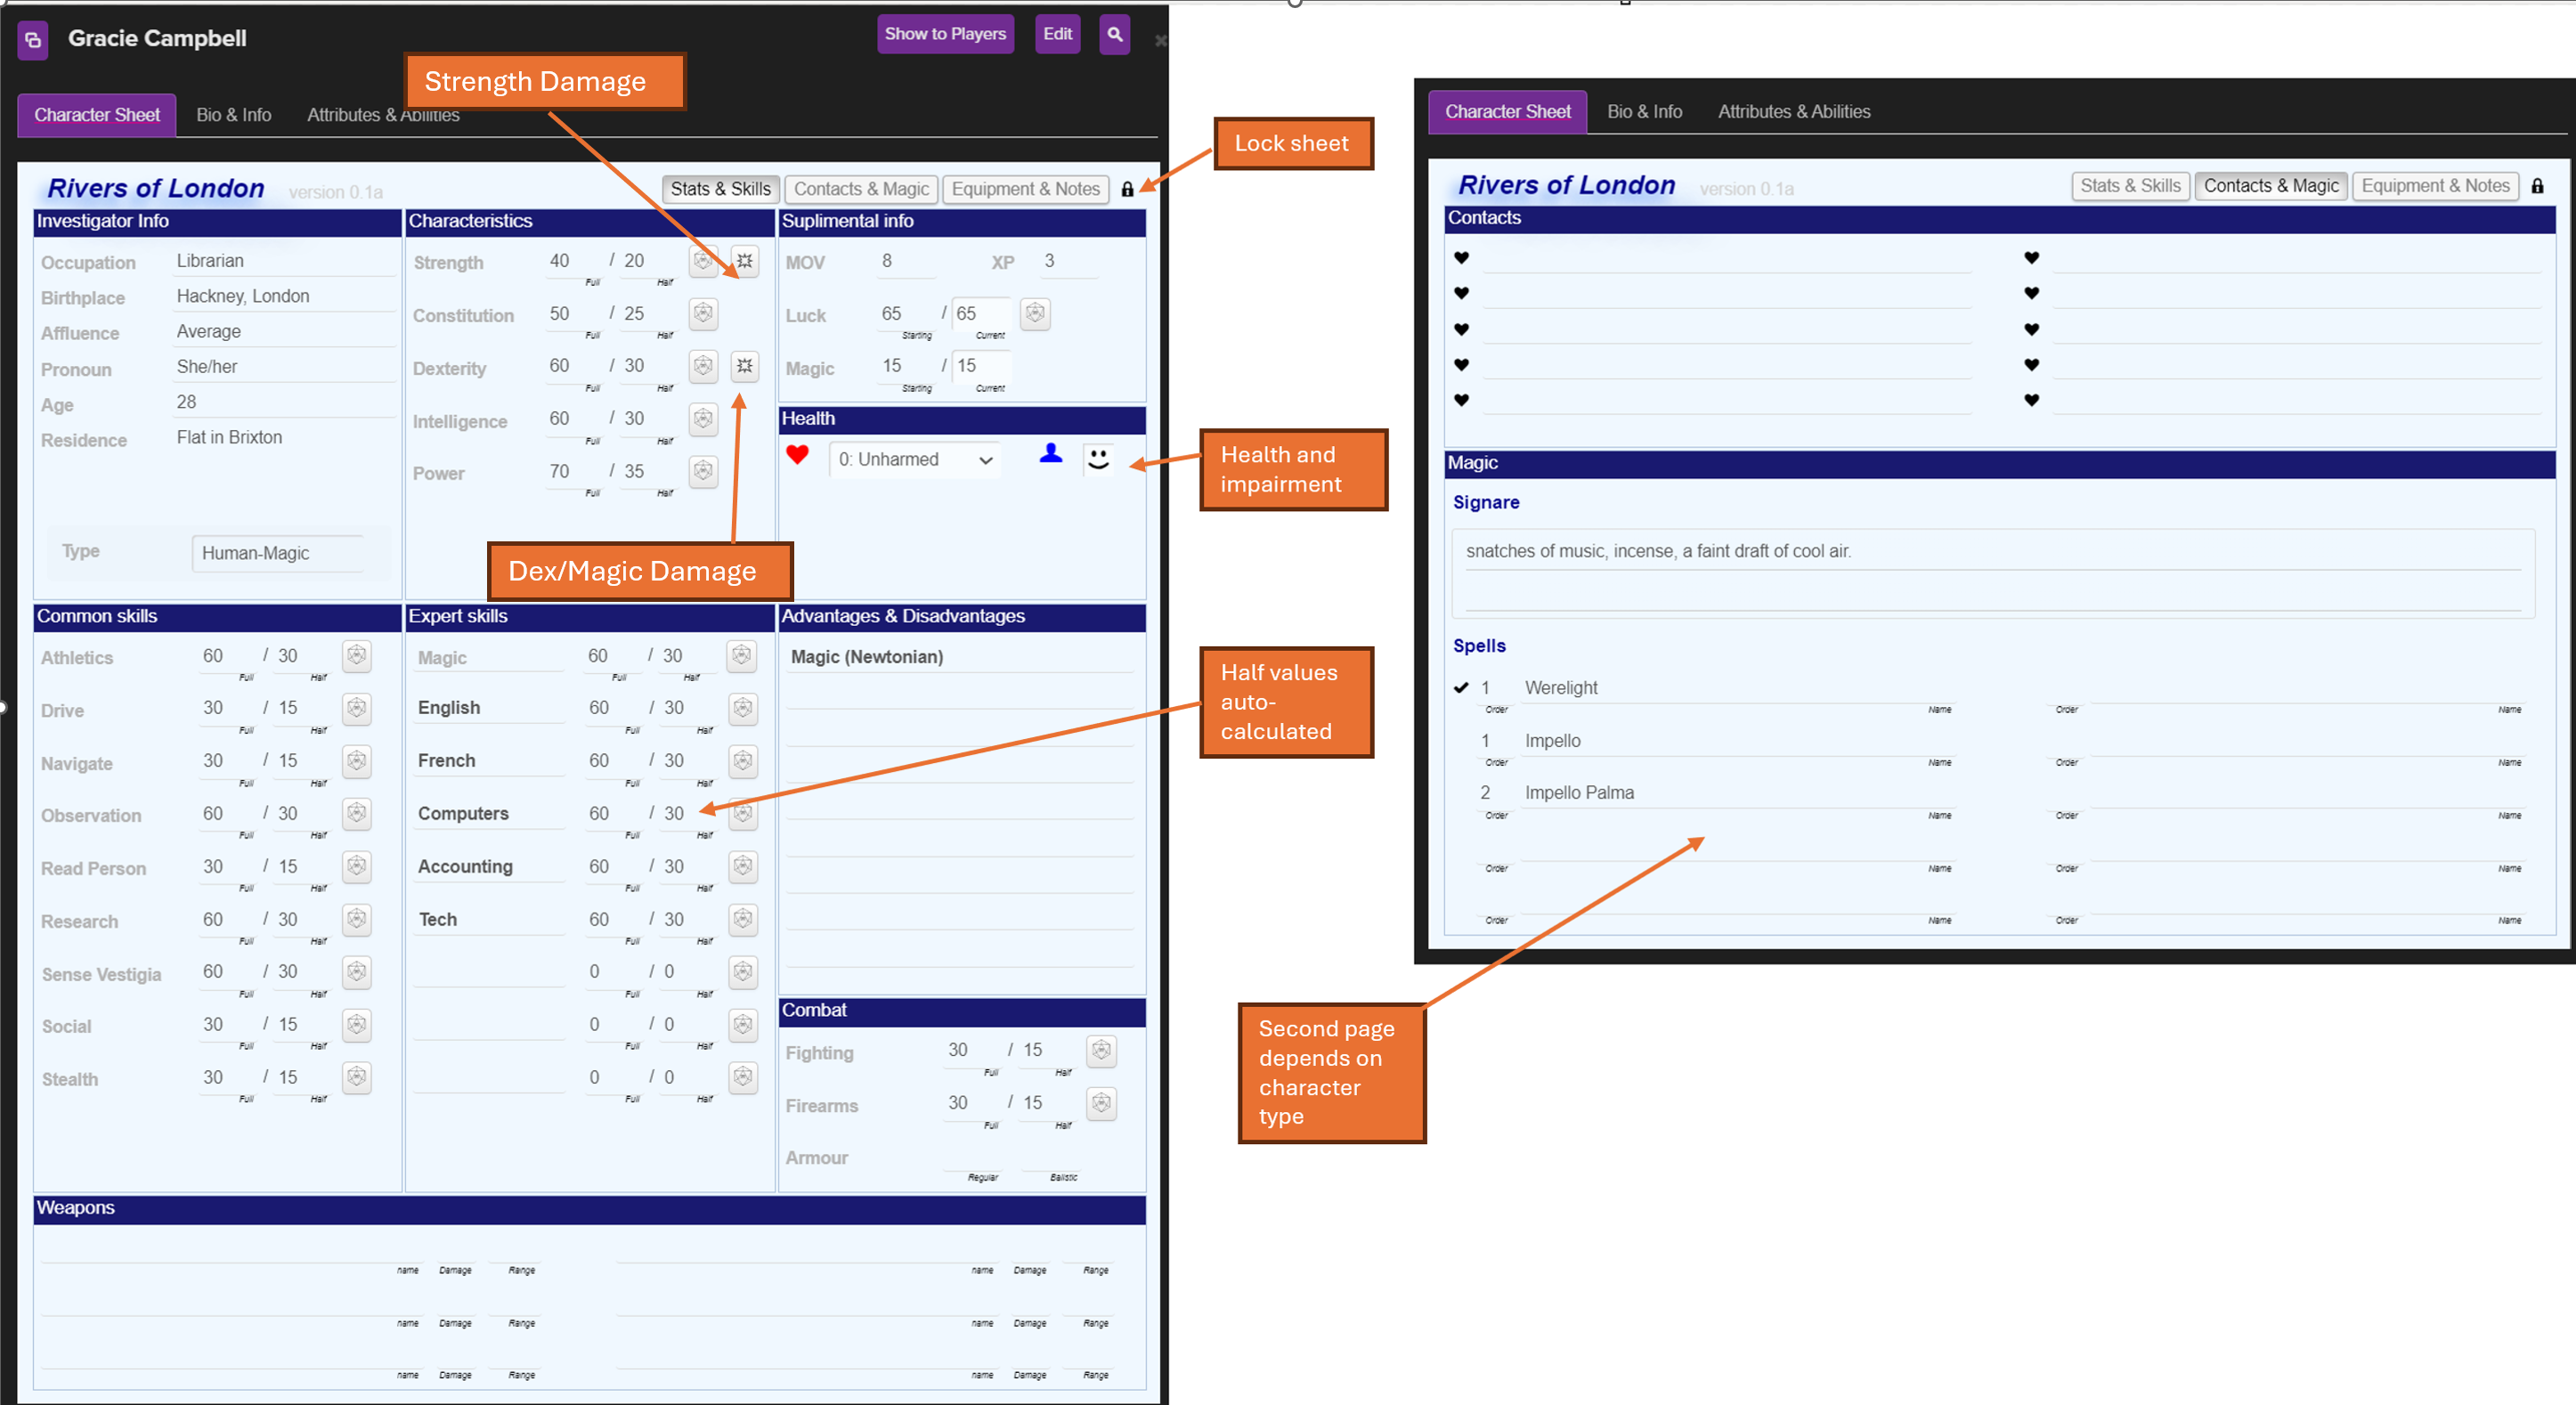 Gracie Campbell
Show to Players
Edit
Strength Damage
Character Sheet
Bio & Info
Attributes & Abilities
Lock sheet
Rivers of London
version 0.1a
Stats & Skills
Contacts & Magic
Equipment & Notes
Investigator Info
Occupation Librarian
Birthplace Hackney, London
Affluence Average
Pronoun She/her
Age 28
Residence Flat in Brixton
Type Human-Magic
Characteristics
Strength 40 / 20
Full Half
Constitution 50 / 25
Full Half
Dexterity 60 / 30
Full Half
Intelligence 60 / 30
Full Half
Power 70 / 35
Full Half
Dex/Magic Damage
Suplimental info
MOV 8 XP 3
Luck 65 / 65
Starting Current
Magic 15 / 15
Starting Current
Health
0: Unharmed
Health and
impairment
Common skills
Athletics 60 / 30
Full Half
Drive 30 / 15
Full Half
Navigate 30 / 15
Full Half
Observation 60 / 30
Full Half
Read Person 30 / 15
Full Half
Research 60 / 30
Full Half
Sense Vestigia 60 / 30
Full Half
Social 30 / 15
Full Half
Stealth 30 / 15
Full Half
Expert skills
Magic 60 / 30
Full Half
English 60 / 30
Full Half
French 60 / 30
Full Half
Computers 60 / 30
Full Half
Accounting 60 / 30
Full Half
Tech 60 / 30
Full Half
0 / 0
Full Half
0 / 0
Full Half
0 / 0
Full Half
Advantages & Disadvantages
Magic (Newtonian)
Half values
auto-
calculated
Combat
Fighting 30 / 15
Full Half
Firearms 30 / 15
Full Half
Armour
Regular Balistic
Weapons
name Damage Range name Damage Range
name Damage Range name Damage Range
name Damage Range name Damage Range
Character Sheet
Bio & Info
Attributes & Abilities
Rivers of London
version 0.1a
Stats & Skills
Contacts & Magic
Equipment & Notes
Contacts
Magic
Signare
snatches of music, incense, a faint draft of cool air.
Spells
1 Werelight
Order Name Order Name
1 Impello
Order Name Order Name
2 Impello Palma
Order Name Order Name
Order Name Order Name
Order Name Order Name
Second page
depends on
character
type